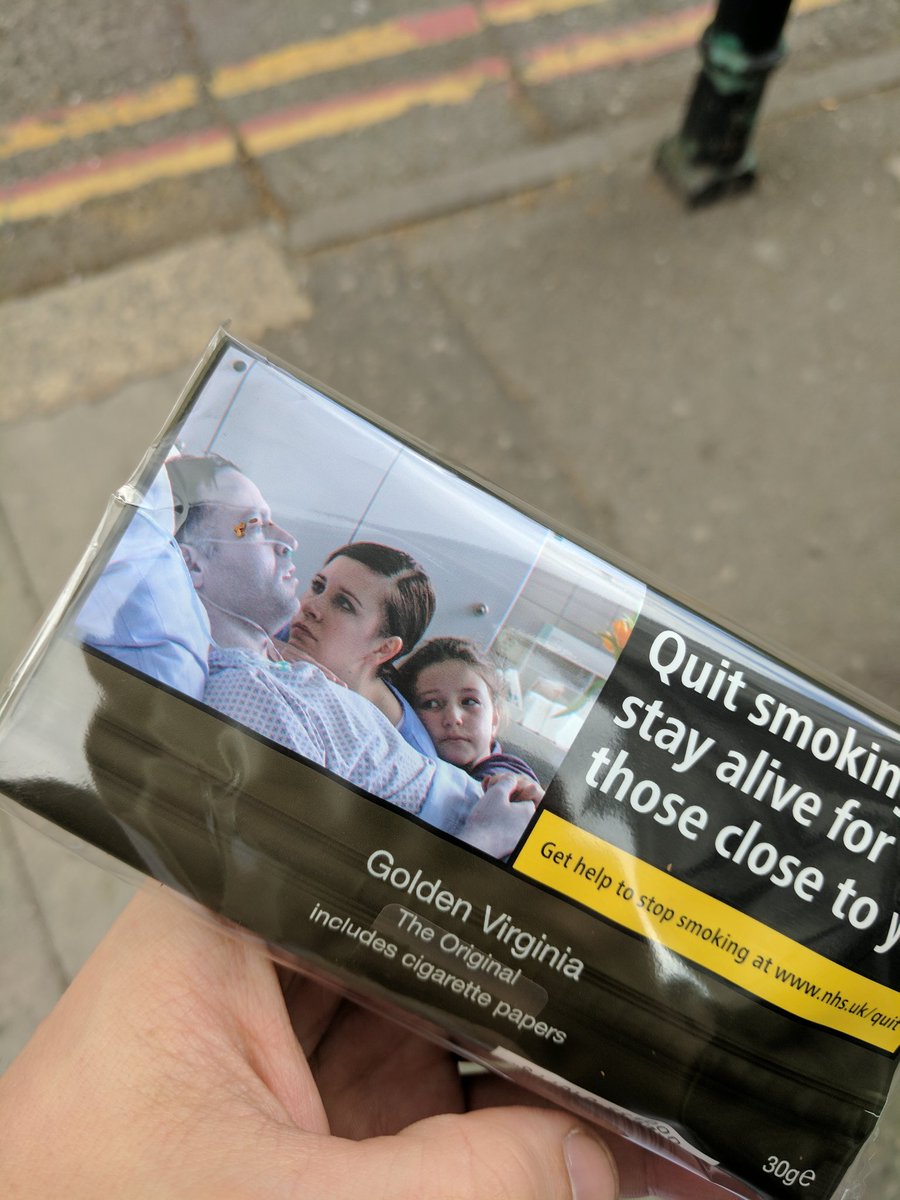 Quit smoking
stay alive for
those close to
Get help to stop smoking at www.nhs.uk/quit
Golden Virginia
The Original
includes cigarette papers
30g℮